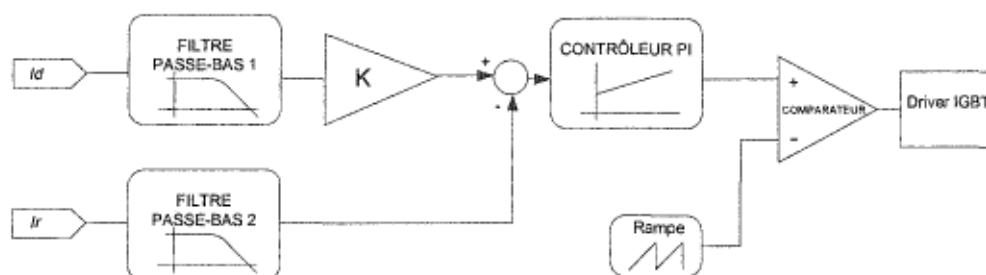 Id
FILTRE
PASSE-BAS 1
K
+
-
CONTRÔLEUR PI
+
COMPARATEUR
-
Driver IGBT
Ir
FILTRE
PASSE-BAS 2
Rampe